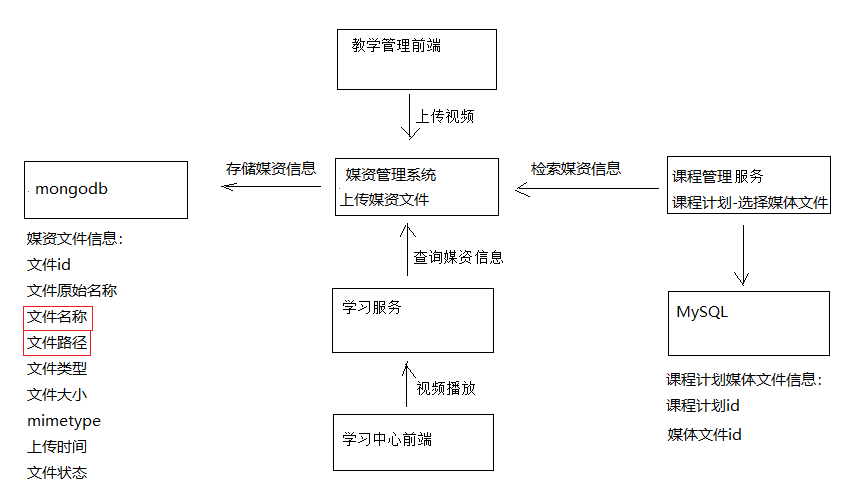 教学管理前端
上传视频
存储媒资信息
媒资管理系统
上传媒资文件
检索媒资信息
课程管理服务
课程计划-选择媒体文件
mongodb
媒资文件信息：
文件id
文件原始名称
文件名称
文件路径
文件类型
文件大小
mimetype
上传时间
文件状态
查询媒资信息
学习服务
视频播放
学习中心前端
MySQL
课程计划媒体文件信息：
课程计划id
媒体文件id